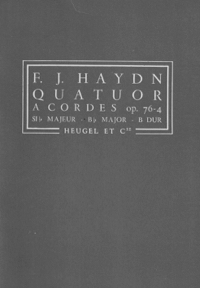 F. J. HAYDN
QUATUOR
A CORDES op. 76-4
SI♭ MAJEUR - B♭ MAJOR - B DUR
HEUGEL ET Cie